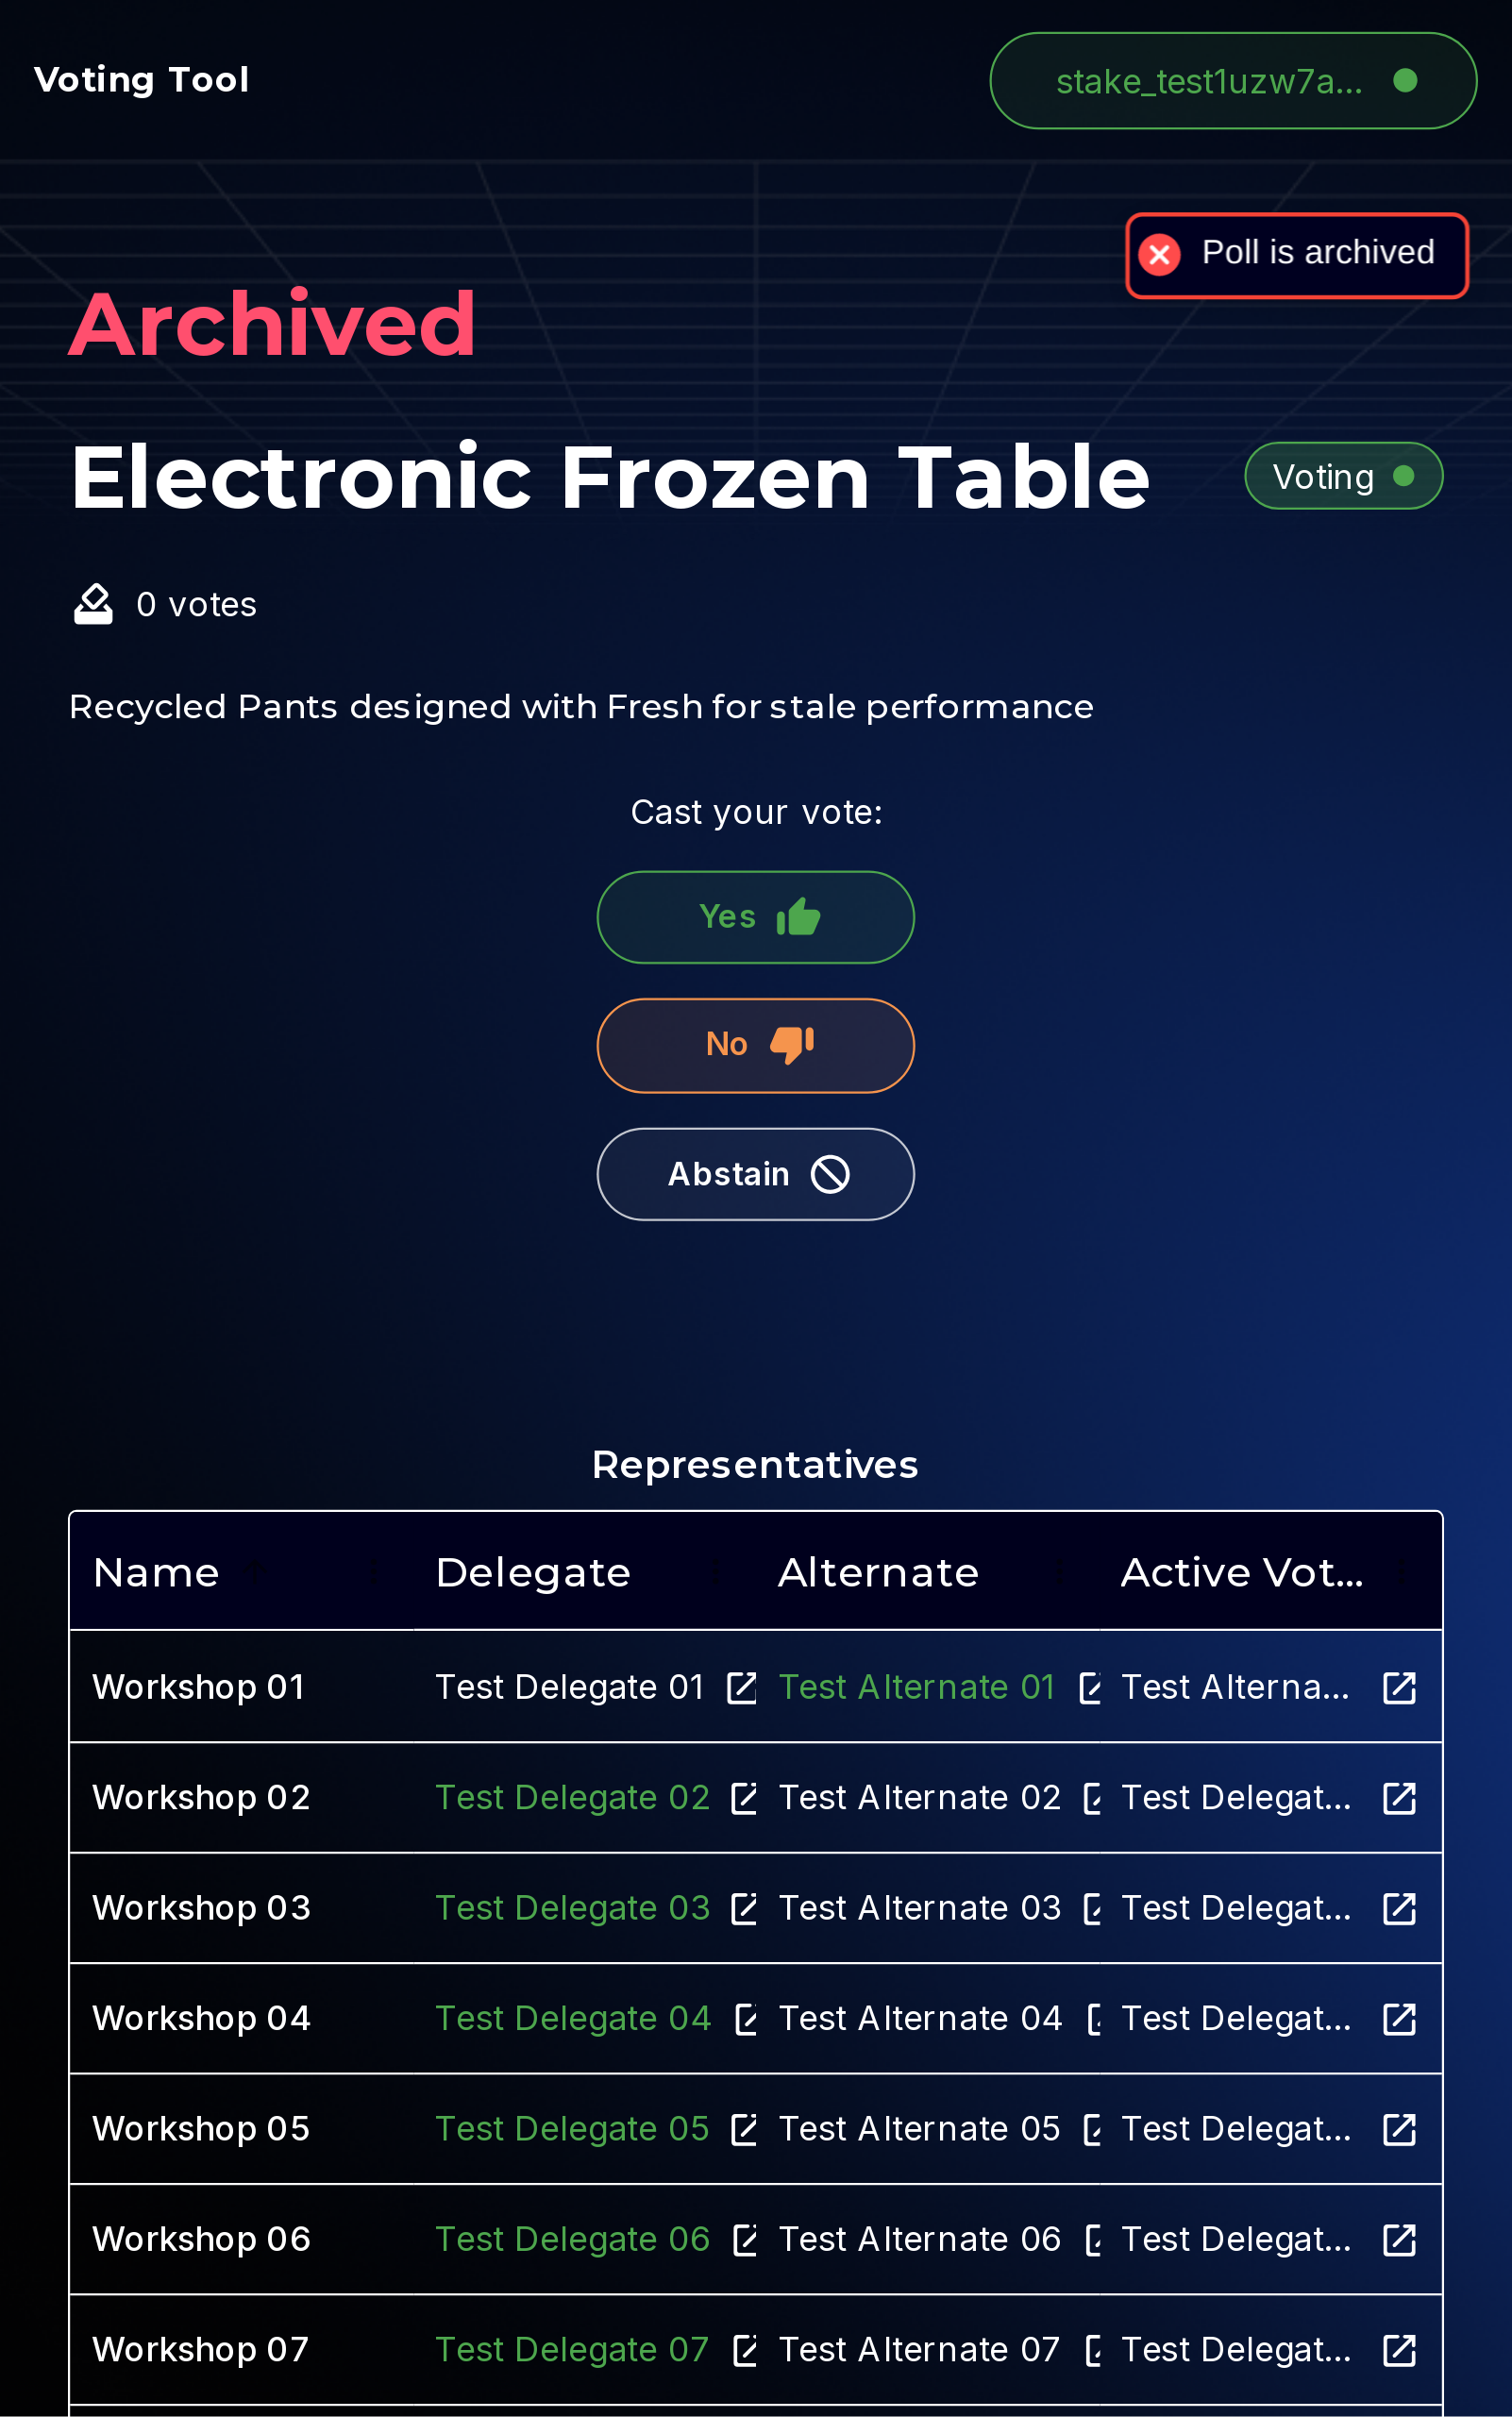 Voting Tool
stake_test1uzw7a...
Poll is archived
Archived
Electronic Frozen Table
Voting
0 votes
Recycled Pants designed with Fresh for stale performance
Cast your vote:
Yes
No
Abstain
Representatives
Name Delegate Alternate Active Vot...
Workshop 01 Test Delegate 01 Test Alternate 01 Test Alterna...
Workshop 02 Test Delegate 02 Test Alternate 02 Test Delegat...
Workshop 03 Test Delegate 03 Test Alternate 03 Test Delegat...
Workshop 04 Test Delegate 04 Test Alternate 04 Test Delegat...
Workshop 05 Test Delegate 05 Test Alternate 05 Test Delegat...
Workshop 06 Test Delegate 06 Test Alternate 06 Test Delegat...
Workshop 07 Test Delegate 07 Test Alternate 07 Test Delegat...